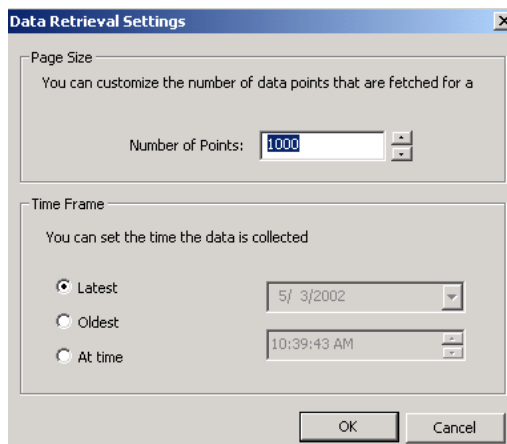 Data Retrieval Settings
Page Size
You can customize the number of data points that are fetched for a
Number of Points: 1000
Time Frame
You can set the time the data is collected
Latest 5/ 3/2002
Oldest
10:39:43 AM
At time
OK Cancel